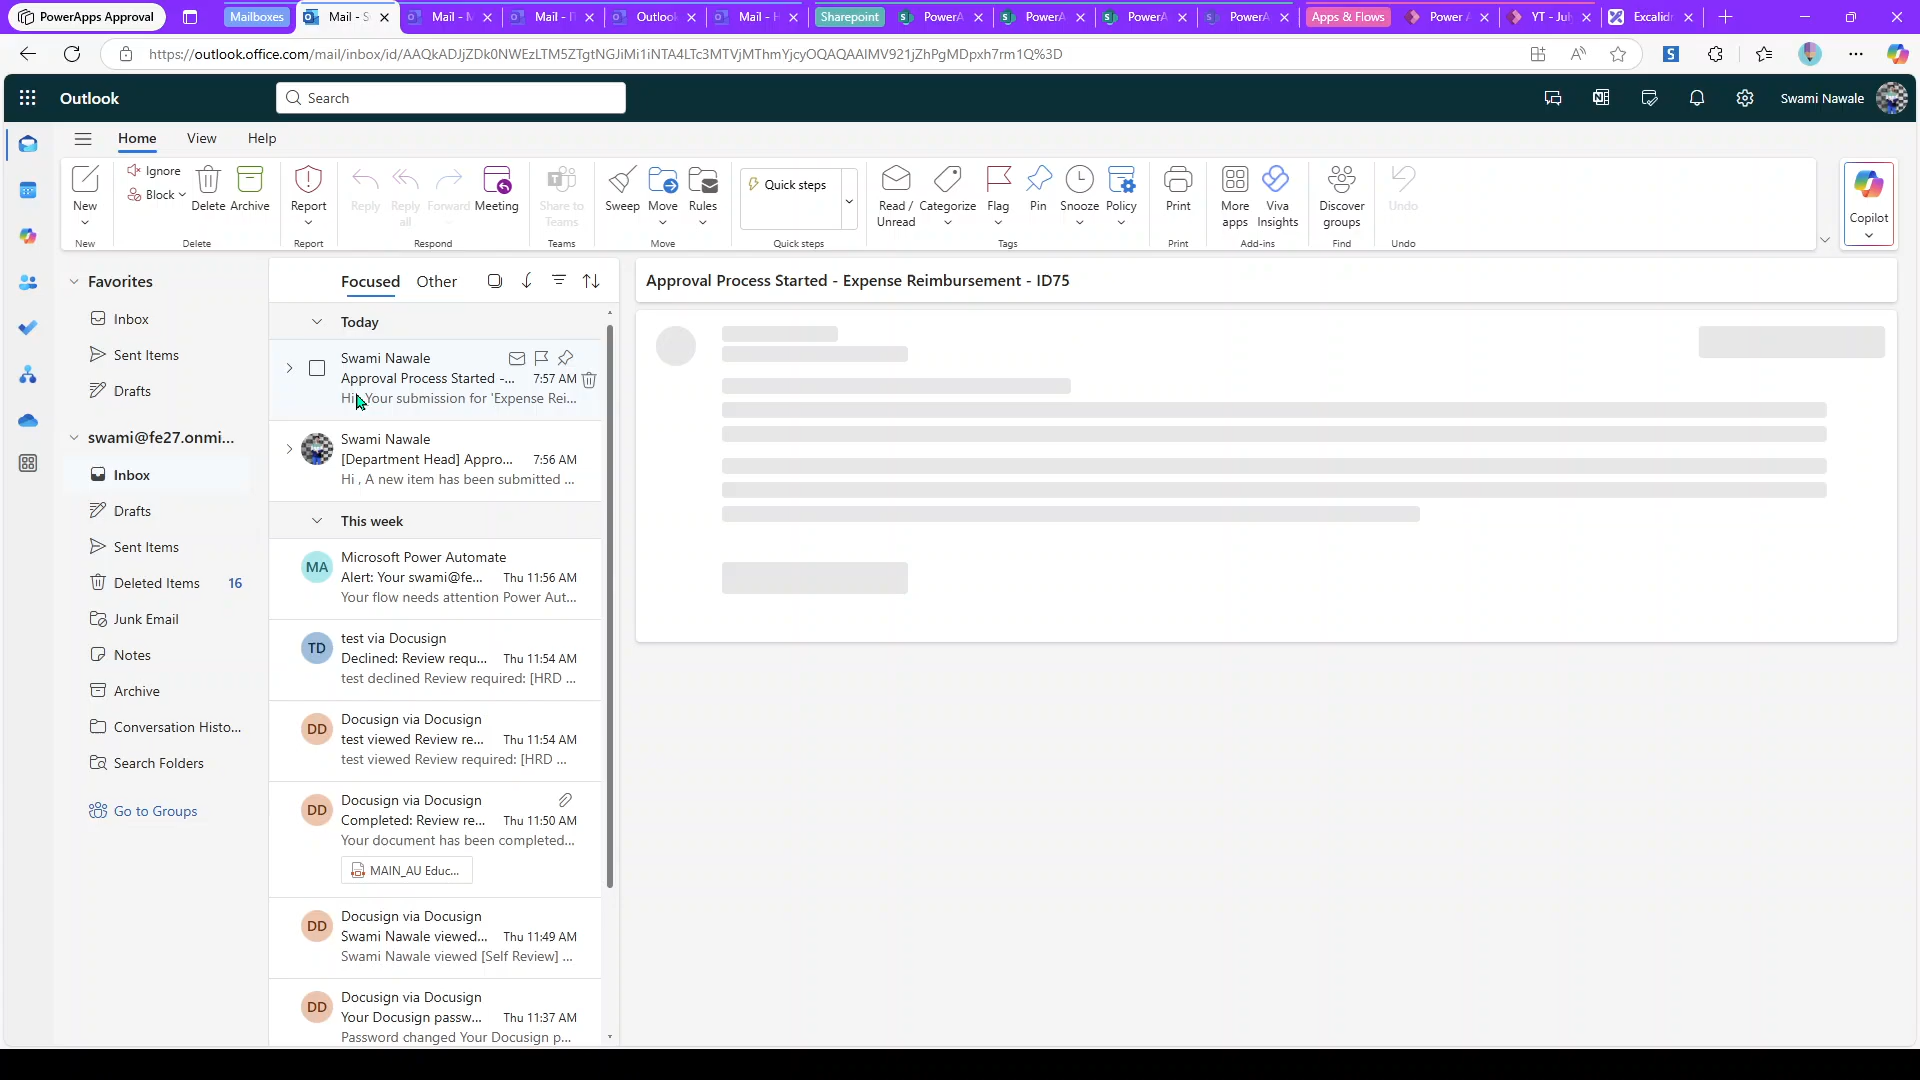 PowerApps Approval
Mailboxes
Mail - S
Mail - N
Mail - IT
Outlook
Mail - H
Sharepoint
PowerA
PowerA
PowerA
PowerA
Apps & Flows
Power A
YT - Jul
Excalidr
https://outlook.office.com/mail/inbox/id/AAQkADJjZDk0NWEzLTM5ZTgtNGJiMi1iNTA4LTc3MTVjMThmYjcyOQAQAAIMV921jZhPgMDpxh7rm1Q%3D
Outlook
Search
Swami Nawale
Home
View
Help
New
Ignore
Block
Delete
Archive
Report
Reply
Reply all
Forward
Meeting
Share to Teams
Sweep
Move
Rules
Quick steps
Read / Unread
Categorize
Flag
Pin
Snooze
Policy
Print
More apps
Viva Insights
Discover groups
Undo
Copilot
New
Delete
Report
Respond
Teams
Move
Quick steps
Tags
Print
Add-ins
Find
Undo
Favorites
Inbox
Sent Items
Drafts
swami@fe27.onmi...
Inbox
Drafts
Sent Items
Deleted Items 16
Junk Email
Notes
Archive
Conversation Histo...
Search Folders
Go to Groups
Focused
Other
Today
Swami Nawale
Approval Process Started -... 7:57 AM
Hi, Your submission for 'Expense Rei...
Swami Nawale
[Department Head] Appro... 7:56 AM
Hi , A new item has been submitted ...
This week
MA
Microsoft Power Automate
Alert: Your swami@fe... Thu 11:56 AM
Your flow needs attention Power Aut...
TD
test via Docusign
Declined: Review requ... Thu 11:54 AM
test declined Review required: [HRD ...
DD
Docusign via Docusign
test viewed Review re... Thu 11:54 AM
test viewed Review required: [HRD ...
DD
Docusign via Docusign
Completed: Review re... Thu 11:50 AM
Your document has been completed...
MAIN_AU Educ...
DD
Docusign via Docusign
Swami Nawale viewed... Thu 11:49 AM
Swami Nawale viewed [Self Review] ...
DD
Docusign via Docusign
Your Docusign passw... Thu 11:37 AM
Password changed Your Docusign p...
Approval Process Started - Expense Reimbursement - ID75